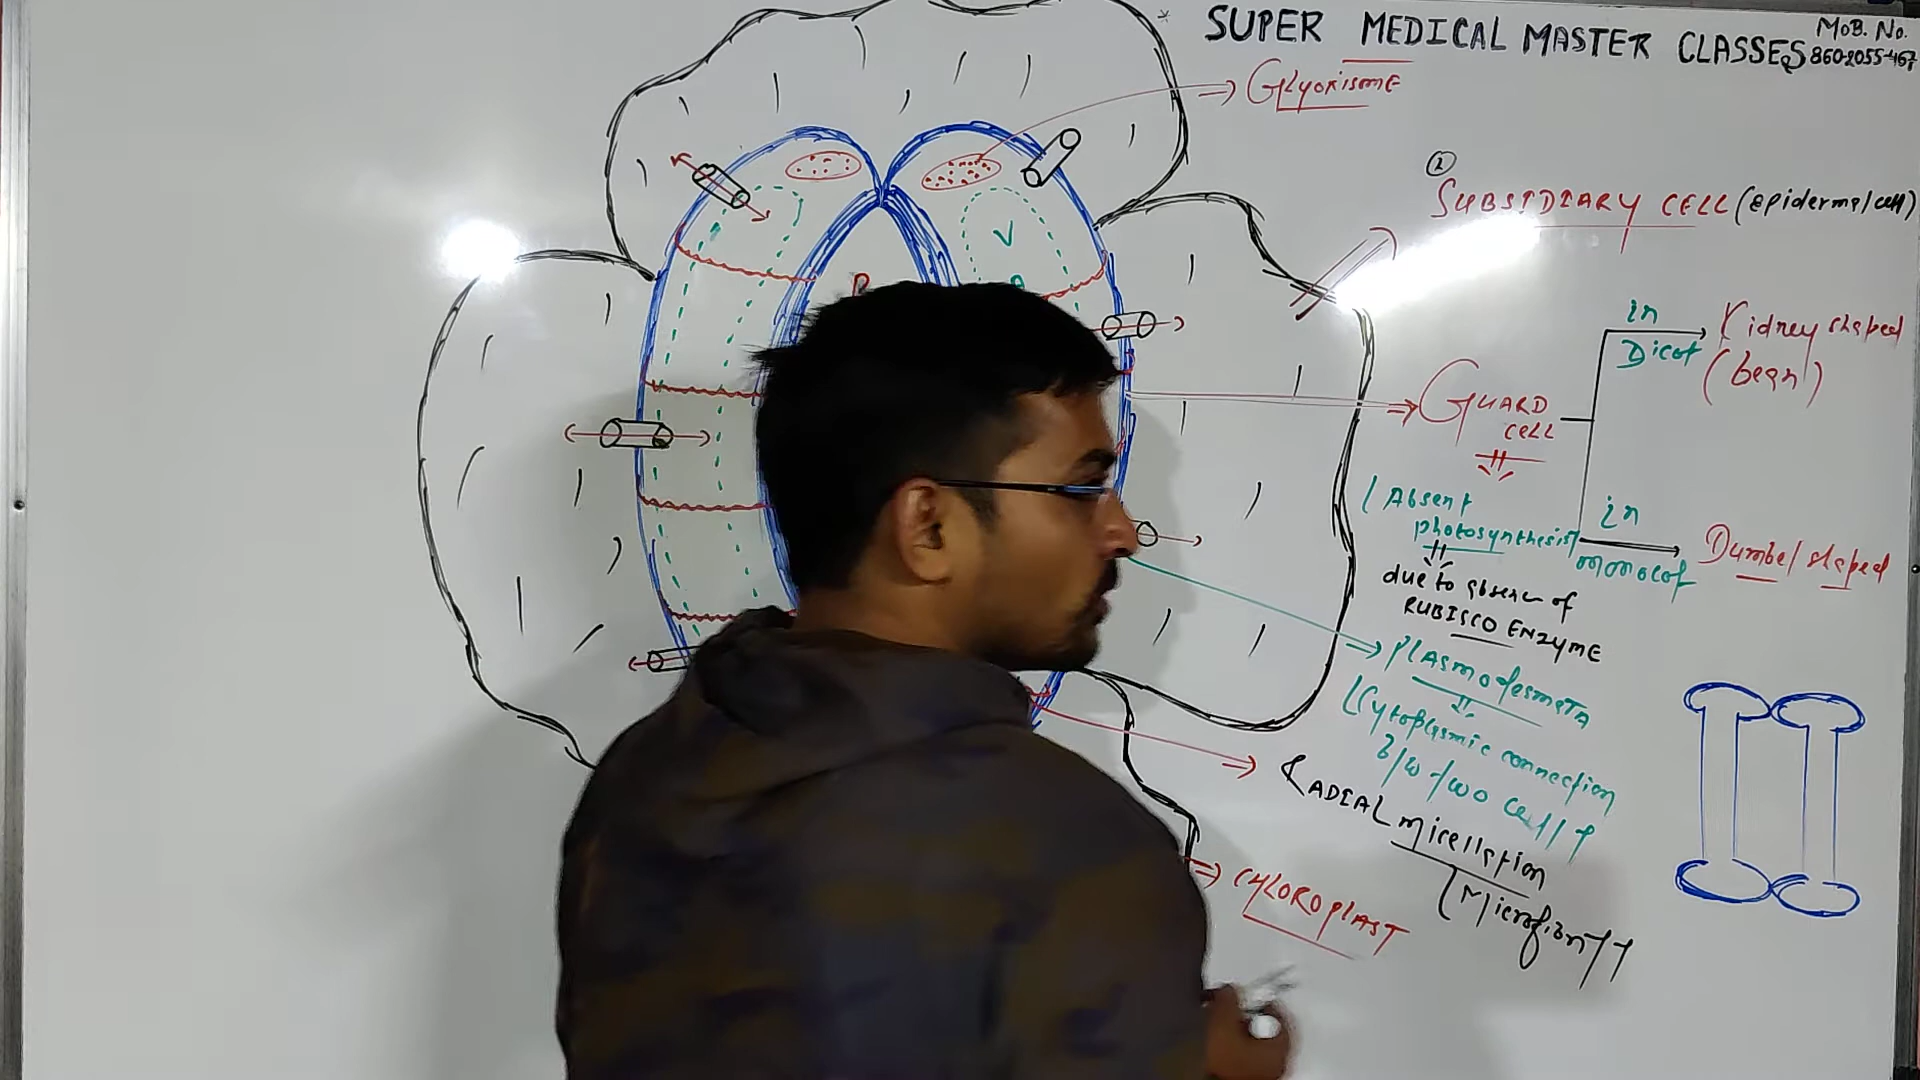 SUPER MEDICAL MASTER CLASSES
MOB. No.
860-2055-467
GLYOXISOME
②
SUBSIDIARY CELL (epidermal cell)
V
A
P
in
Dicot
Kidney shaped
(bean)
GUARD
CELL
(Absent
photosynthesis)
due to absence of
RUBISCO ENZYME
in
monocot
Dumbel shaped
PLASMODESMATA
(Cytoplasmic connection
b/w two cell)
RADIAL micellation
(Microfibril)
CHLOROPLAST